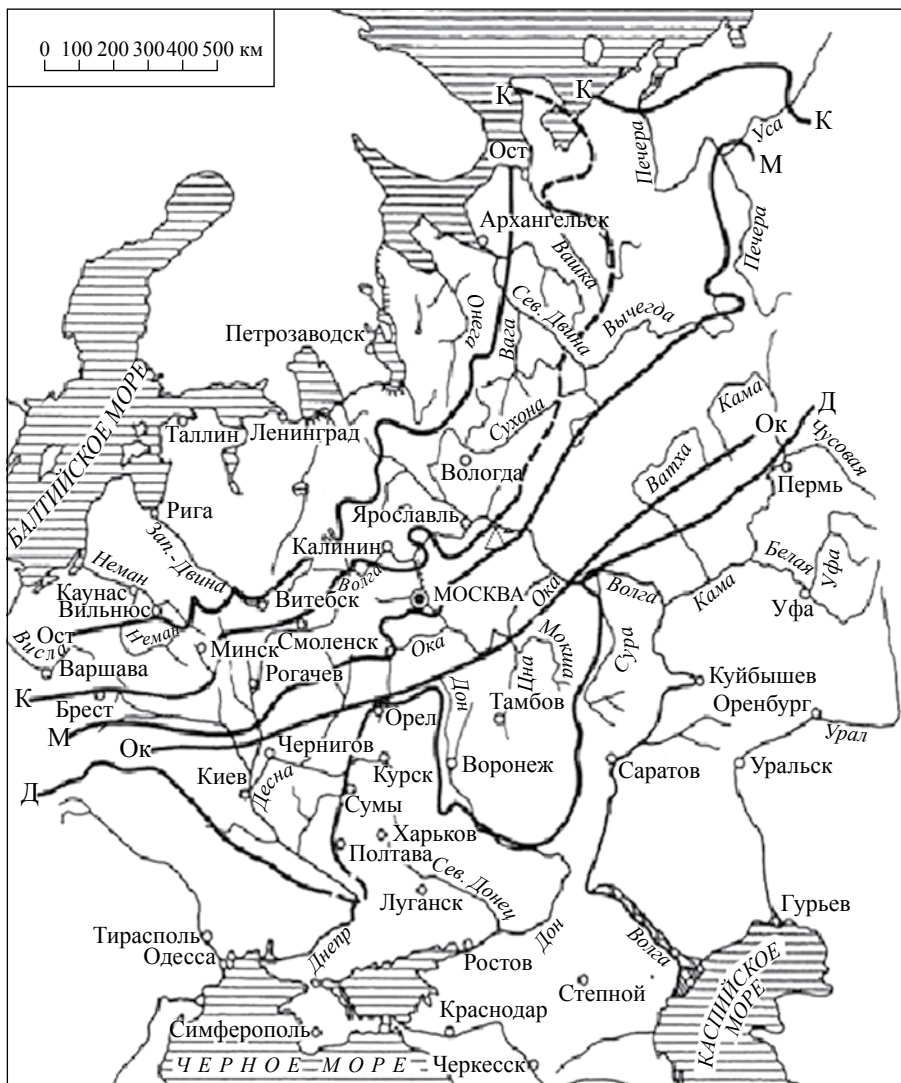 0 100 200 300 400 500 км
К
К
К
Ост
Печера
Уса
М
Архангельск
Печера
Вашка
Онега
Вага
Сев. Двина
Вычегда
Петрозаводск
Сухона
Кама
Д
Ок
Чусовая
БАЛТИЙСКОЕ МОРЕ
Таллин
Ленинград
Вологда
Ватха
Пермь
Рига
Ярославль
Зап.-Двина
Калинин
Волга
Неман
Каунас
Вильнюс
Витебск
МОСКВА
Ока
Волга
Кама
Белая
Уфа
Уфа
Ост
Неман
Смоленск
Висла
Минск
Ока
Мокша
Сура
Варшава
Рогачев
Цна
Дон
Куйбышев
К
Брест
Орел
Тамбов
Оренбург
М
Ок
Чернигов
Урал
Киев
Десна
Курск
Воронеж
Саратов
Уральск
Д
Сумы
Харьков
Полтава
Сев. Донец
Луганск
Гурьев
Дон
Тирасполь
Одесса
Днепр
Волга
Ростов
Степной
КАСПИЙСКОЕ
МОРЕ
Краснодар
Симферополь
ЧЕРНОЕ МОРЕ
Черкесск